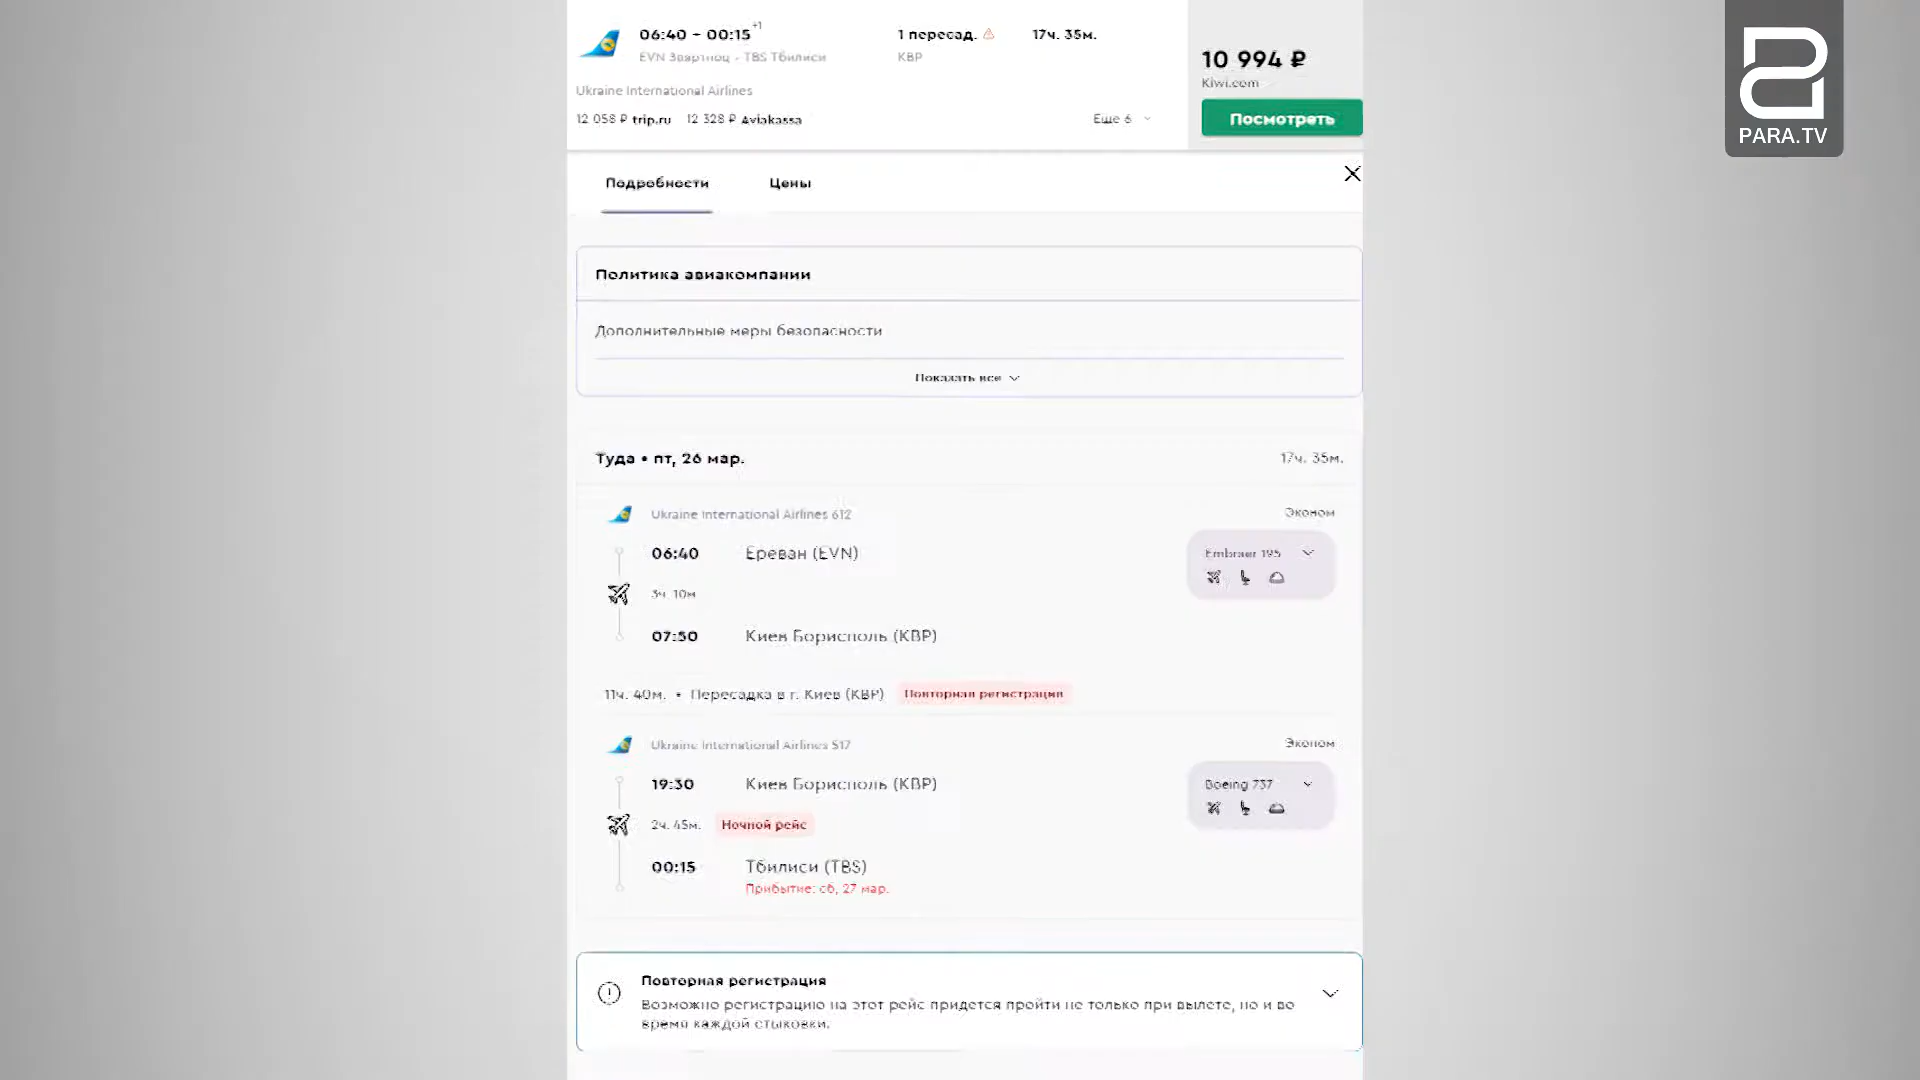 06:40 – 00:15 +1
1 пересад.
17ч. 35м.
EVN Звартноц - TBS Тбилиси
KBP
10 994 ₽
Kiwi.com
Ukraine International Airlines
12 058 ₽ trip.ru 12 328 ₽ Aviakassa
Еще 6
Посмотреть
PARA.TV
Подробности
Цены
Политика авиакомпании
Дополнительные меры безопасности
Показать все
Туда • пт, 26 мар.
17ч. 35м.
Ukraine International Airlines 612
Эконом
06:40 Ереван (EVN)
Embraer 195
3ч. 10м
07:50 Киев Борисполь (KBP)
11ч. 40м. • Пересадка в г. Киев (KBP) Повторная регистрация
Ukraine International Airlines 517
Эконом
19:30 Киев Борисполь (KBP)
Boeing 737
2ч. 45м. Ночной рейс
00:15 Тбилиси (TBS)
Прибытие: сб, 27 мар.
Повторная регистрация
Возможно регистрацию на этот рейс придется пройти не только при вылете, но и во
время каждой стыковки.